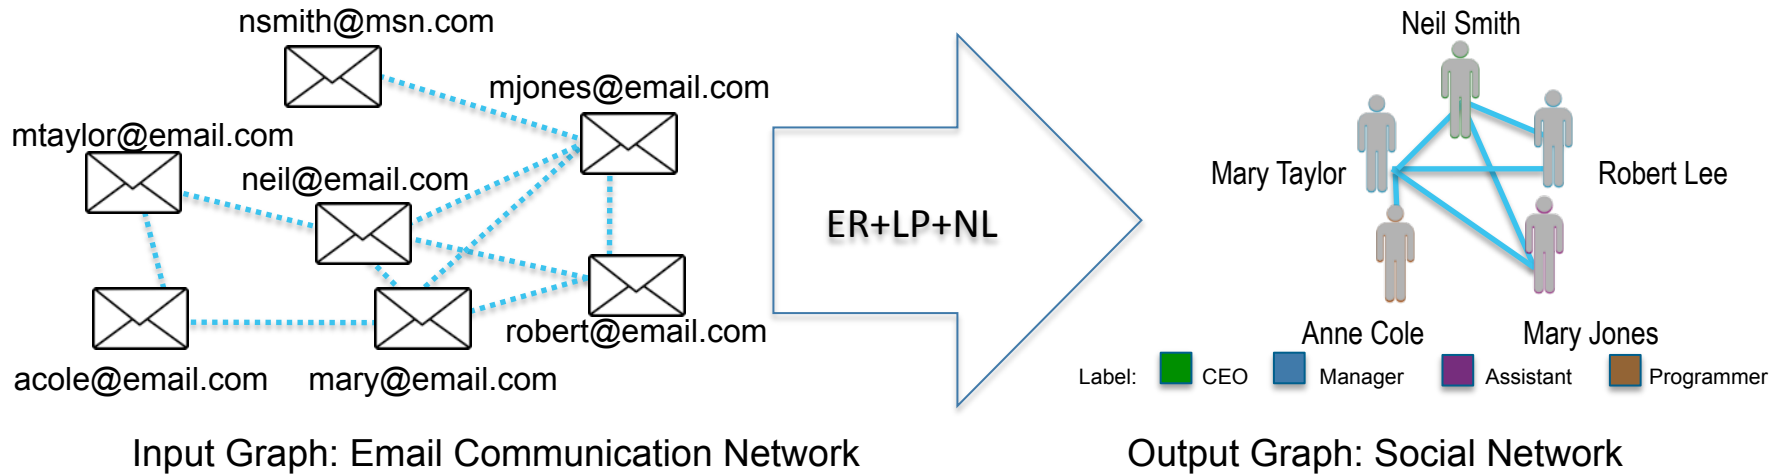 nsmith@msn.com
mjones@email.com
mtaylor@email.com
neil@email.com
robert@email.com
acole@email.com
mary@email.com
Input Graph: Email Communication Network
ER+LP+NL
Neil Smith
Mary Taylor
Robert Lee
Anne Cole
Mary Jones
Label: CEO Manager Assistant Programmer
Output Graph: Social Network